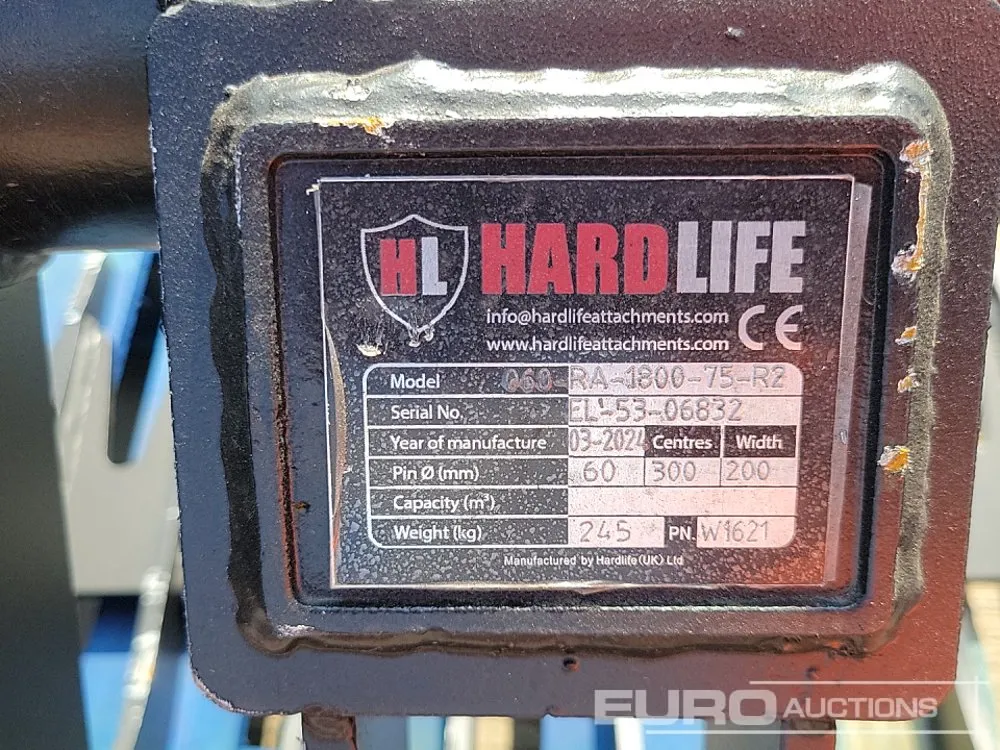 HL HARDLIFE
info@hardlifeattachments.com
www.hardlifeattachments.com CE
Model 060-RA-1800-75-R2
Serial No. EL-53-06832
Year of manufacture 03-2024 Centres Width
Pin Ø (mm) 60 300 200
Capacity (m³)
Weight (kg) 245 PN. W1621
Manufactured by Hardlife (UK) Ltd
EURO AUCTIONS